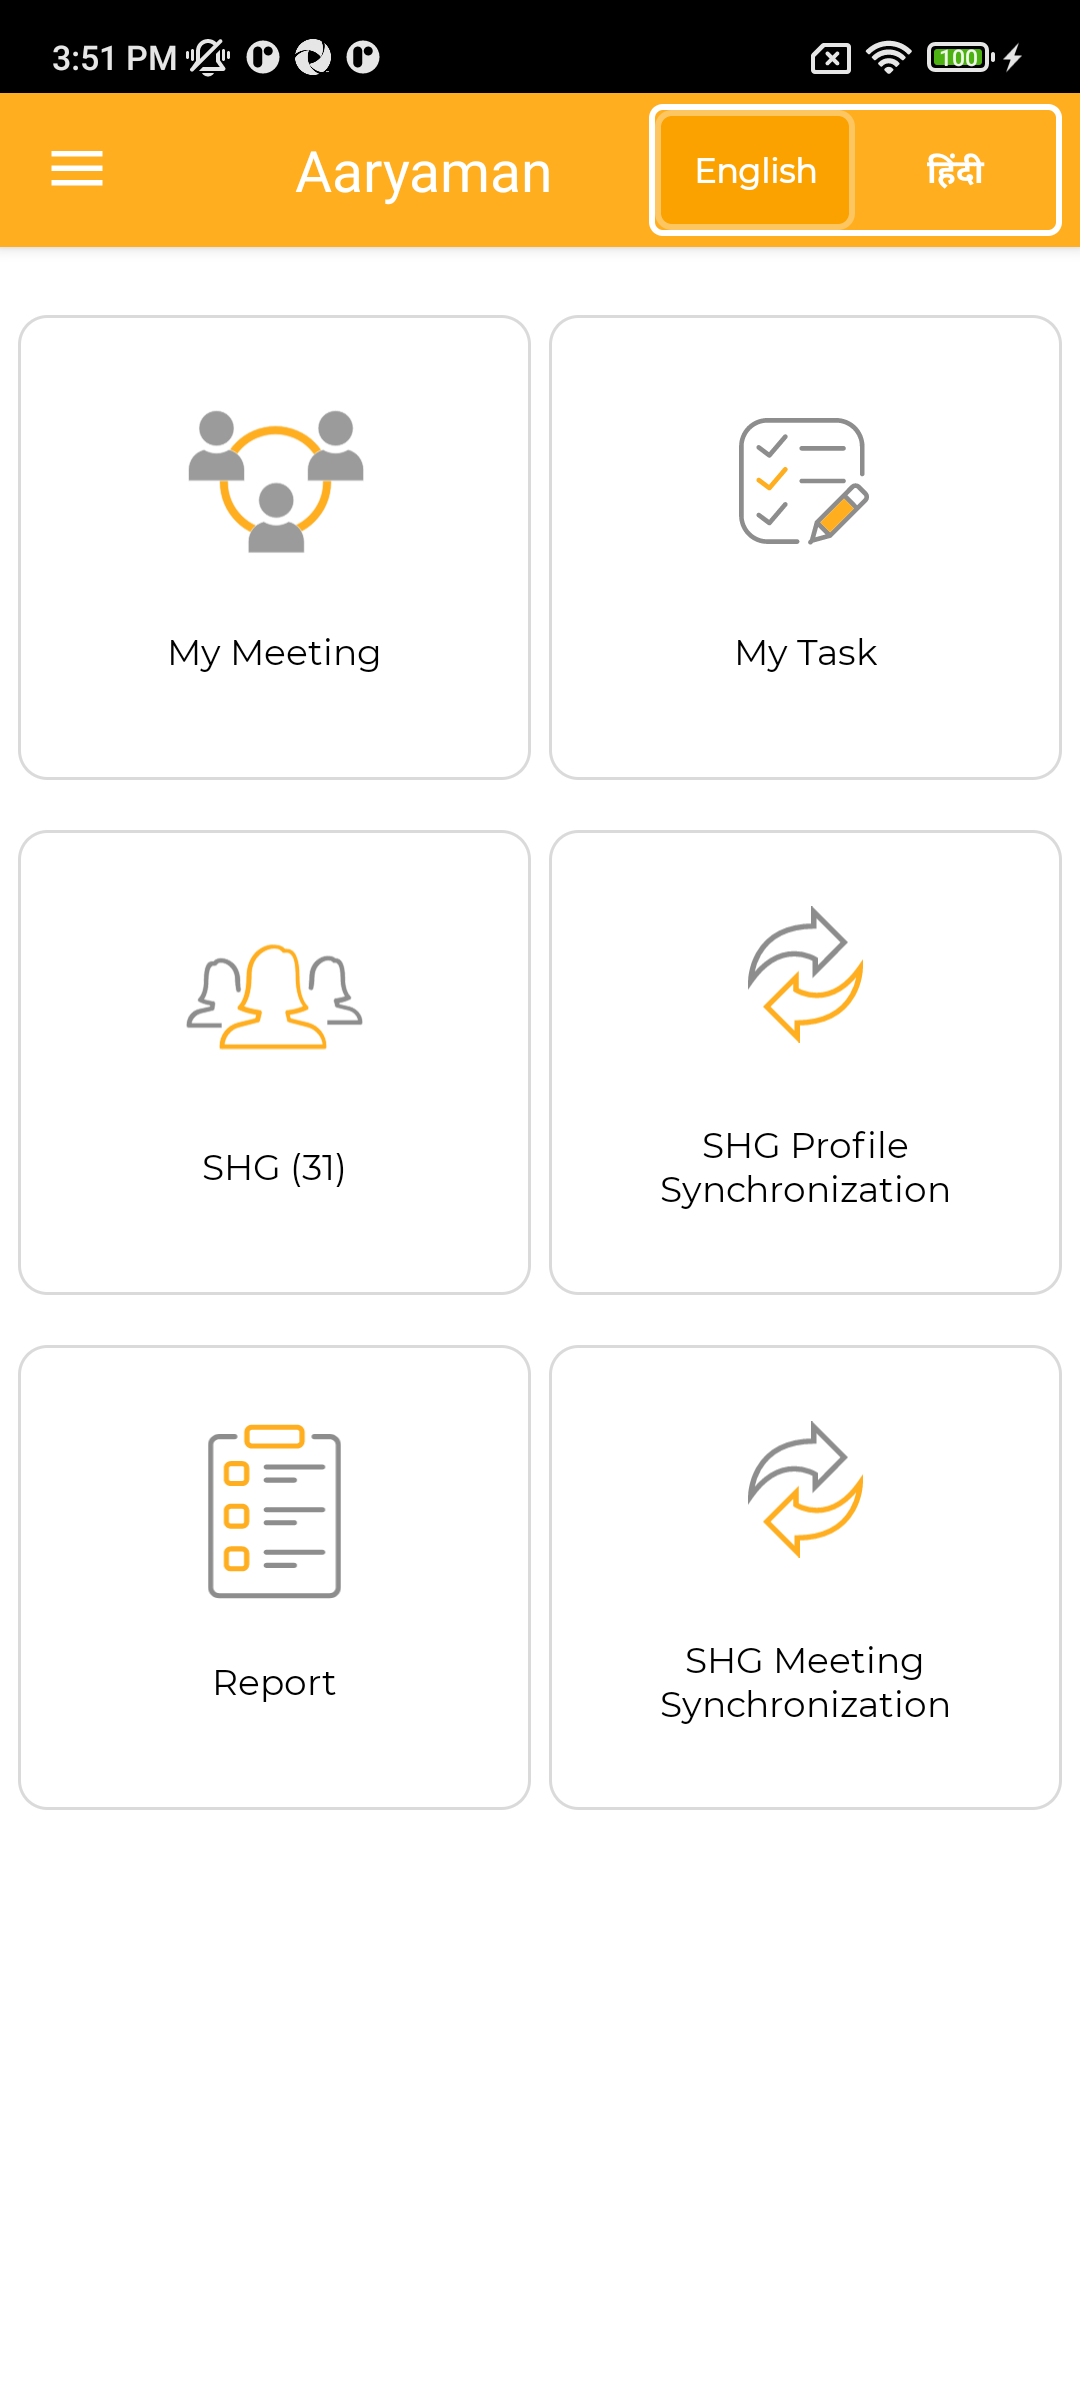 3:51 PM
100
Aaryaman
English
हिंदी
My Meeting
My Task
SHG (31)
SHG Profile
Synchronization
Report
SHG Meeting
Synchronization